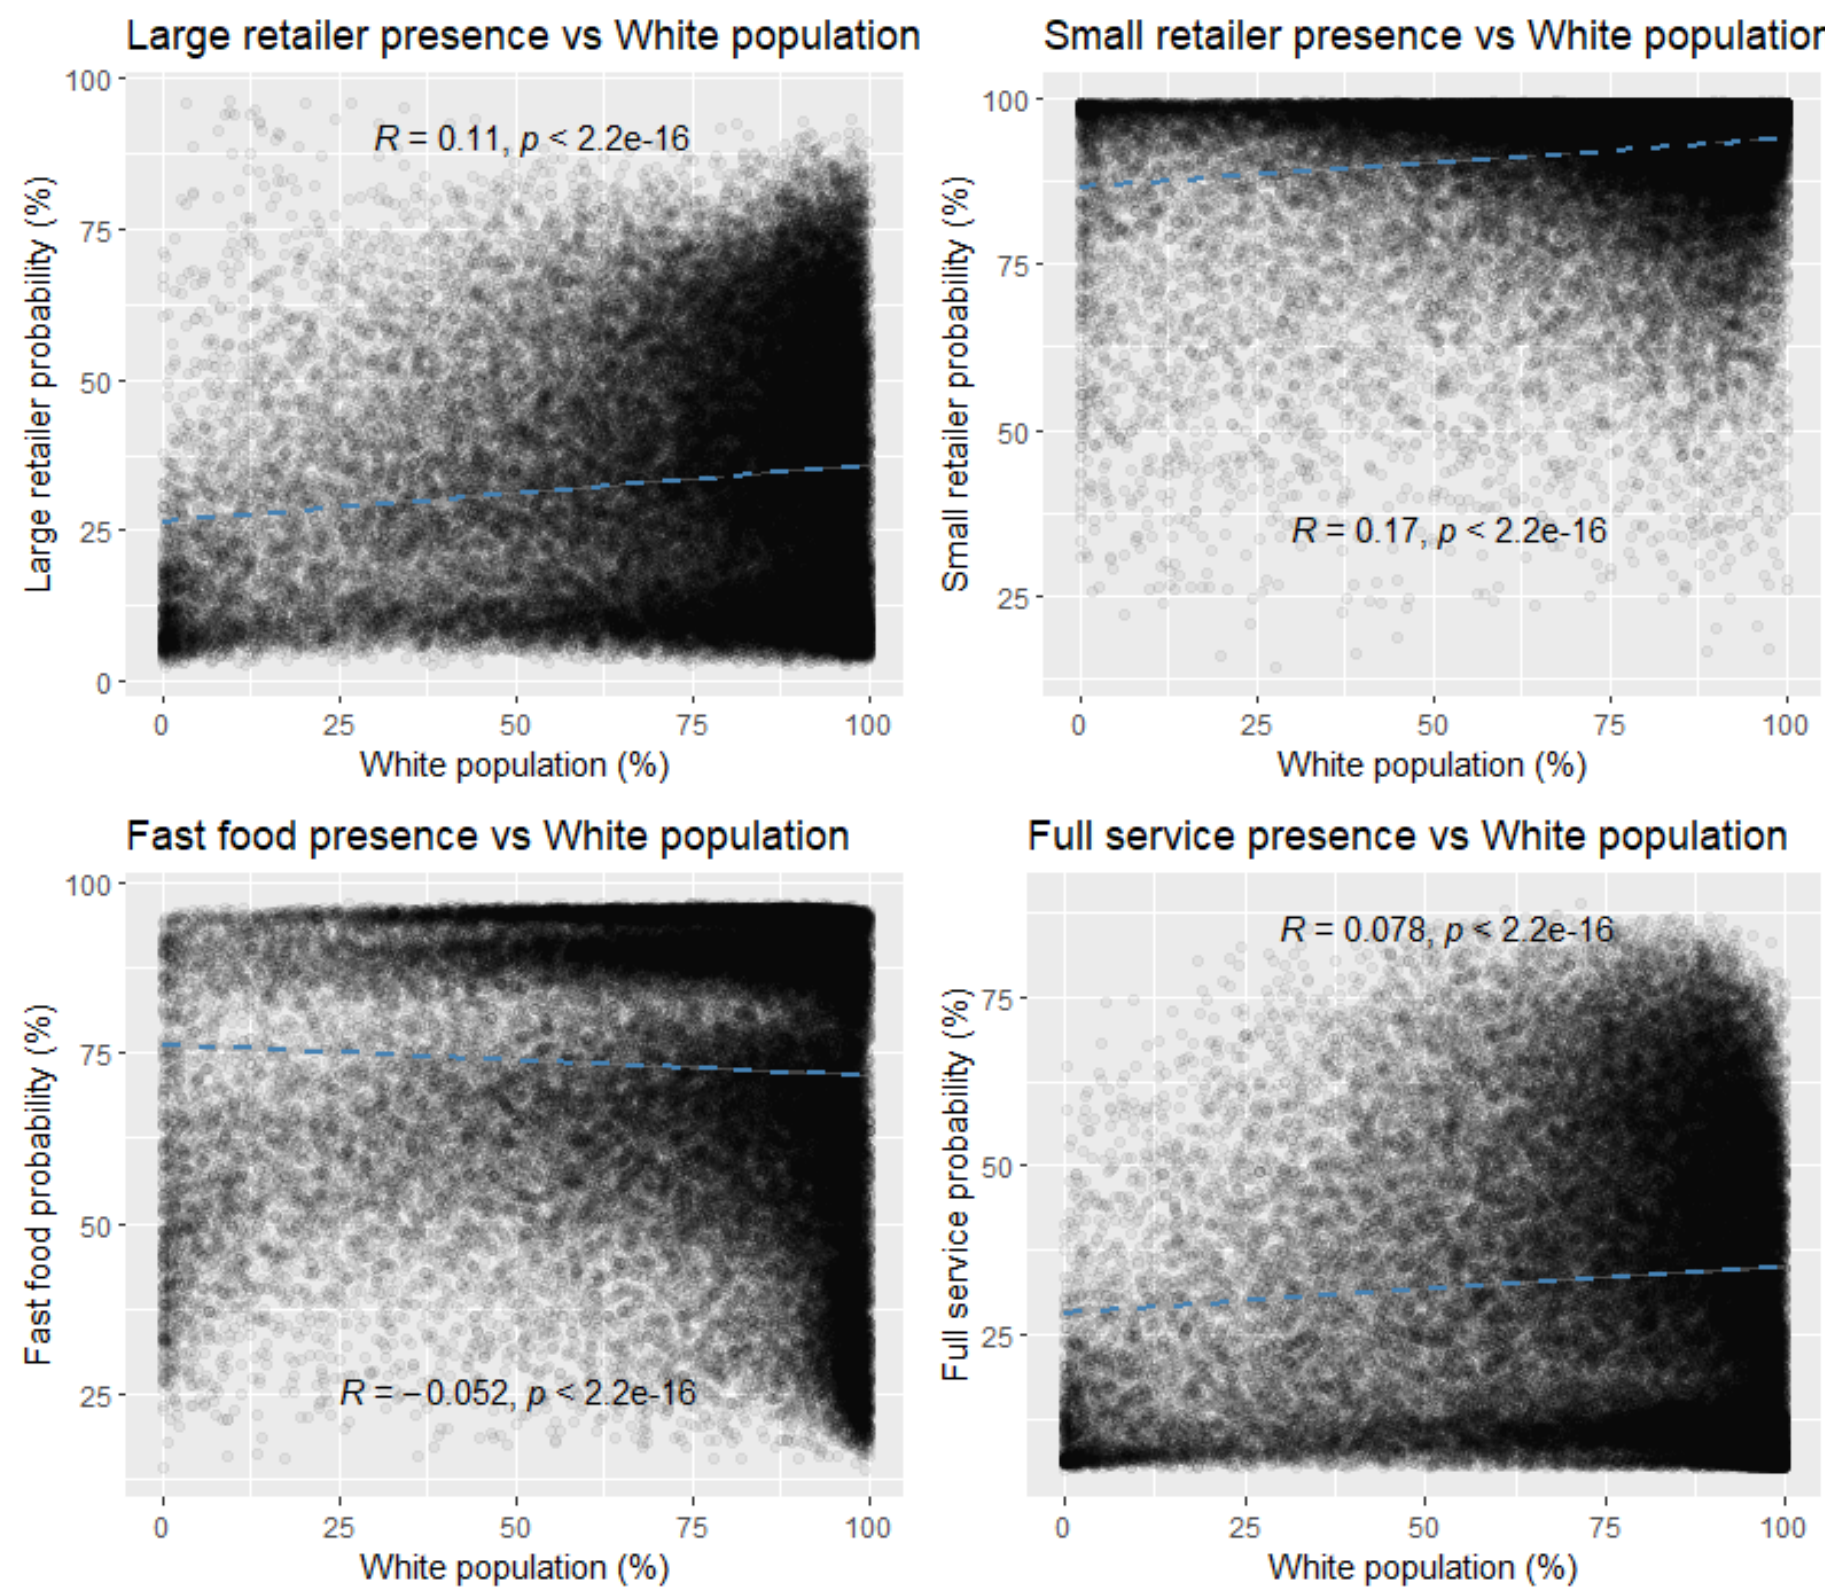 Large retailer presence vs White population
Large retailer probability (%)
100
75
50
25
0
R = 0.11, p < 2.2e-16
0 25 50 75 100
White population (%)
Small retailer presence vs White population
Small retailer probability (%)
100
75
50
25
R = 0.17, p < 2.2e-16
0 25 50 75 100
White population (%)
Fast food presence vs White population
Fast food probability (%)
100
75
50
25
R = −0.052, p < 2.2e-16
0 25 50 75 100
White population (%)
Full service presence vs White population
Full service probability (%)
75
50
25
R = 0.078, p < 2.2e-16
0 25 50 75 100
White population (%)